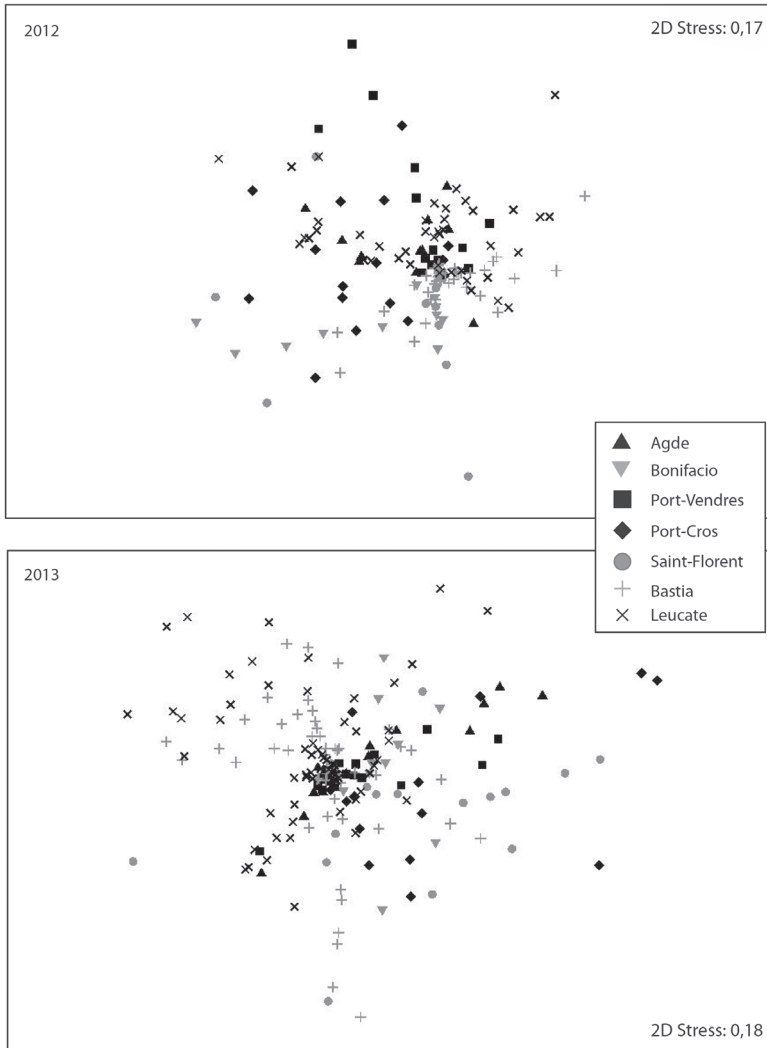 2012
2D Stress: 0,17
Agde
Bonifacio
Port-Vendres
Port-Cros
Saint-Florent
Bastia
Leucate
2013
2D Stress: 0,18